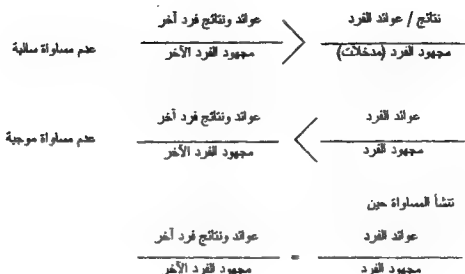 نتائج / عوائد الفرد > عوائد ونتائج فرد آخر
مجهود الفرد (مدخلات) مجهود الفرد الآخر
عدم مساواة سالبة
عوائد الفرد < عوائد ونتائج فرد آخر
مجهود الفرد مجهود الفرد الآخر
عدم مساواة موجبة
تنشأ المساواة حين
عوائد الفرد = عوائد ونتائج فرد آخر
مجهود الفرد مجهود الفرد الآخر